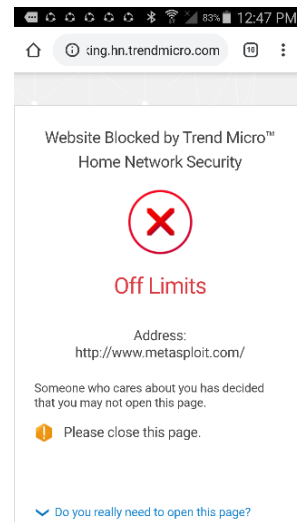 83% 12:47 PM
king.hn.trendmicro.com 10
Website Blocked by Trend Micro™
Home Network Security
Off Limits
Address:
http://www.metasploit.com/
Someone who cares about you has decided
that you may not open this page.
Please close this page.
Do you really need to open this page?